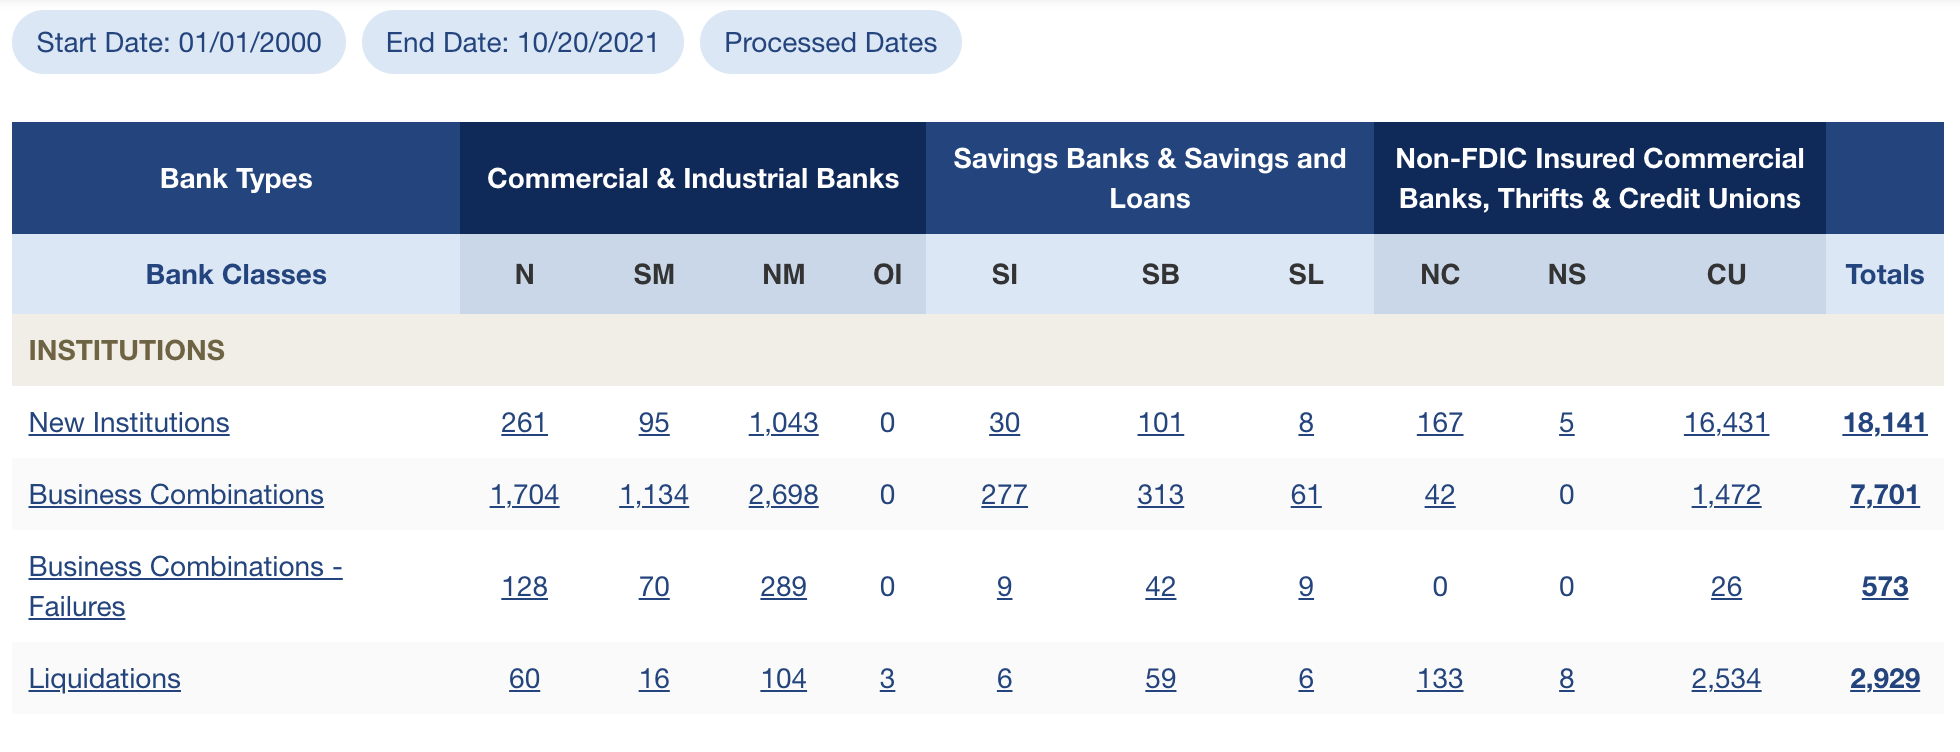 Start Date: 01/01/2000 End Date: 10/20/2021 Processed Dates
Bank Types Commercial & Industrial Banks Savings Banks & Savings and Loans Non-FDIC Insured Commercial Banks, Thrifts & Credit Unions
Bank Classes N SM NM OI SI SB SL NC NS CU Totals
INSTITUTIONS
New Institutions 261 95 1,043 0 30 101 8 167 5 16,431 18,141
Business Combinations 1,704 1,134 2,698 0 277 313 61 42 0 1,472 7,701
Business Combinations - Failures 128 70 289 0 9 42 9 0 0 26 573
Liquidations 60 16 104 3 6 59 6 133 8 2,534 2,929